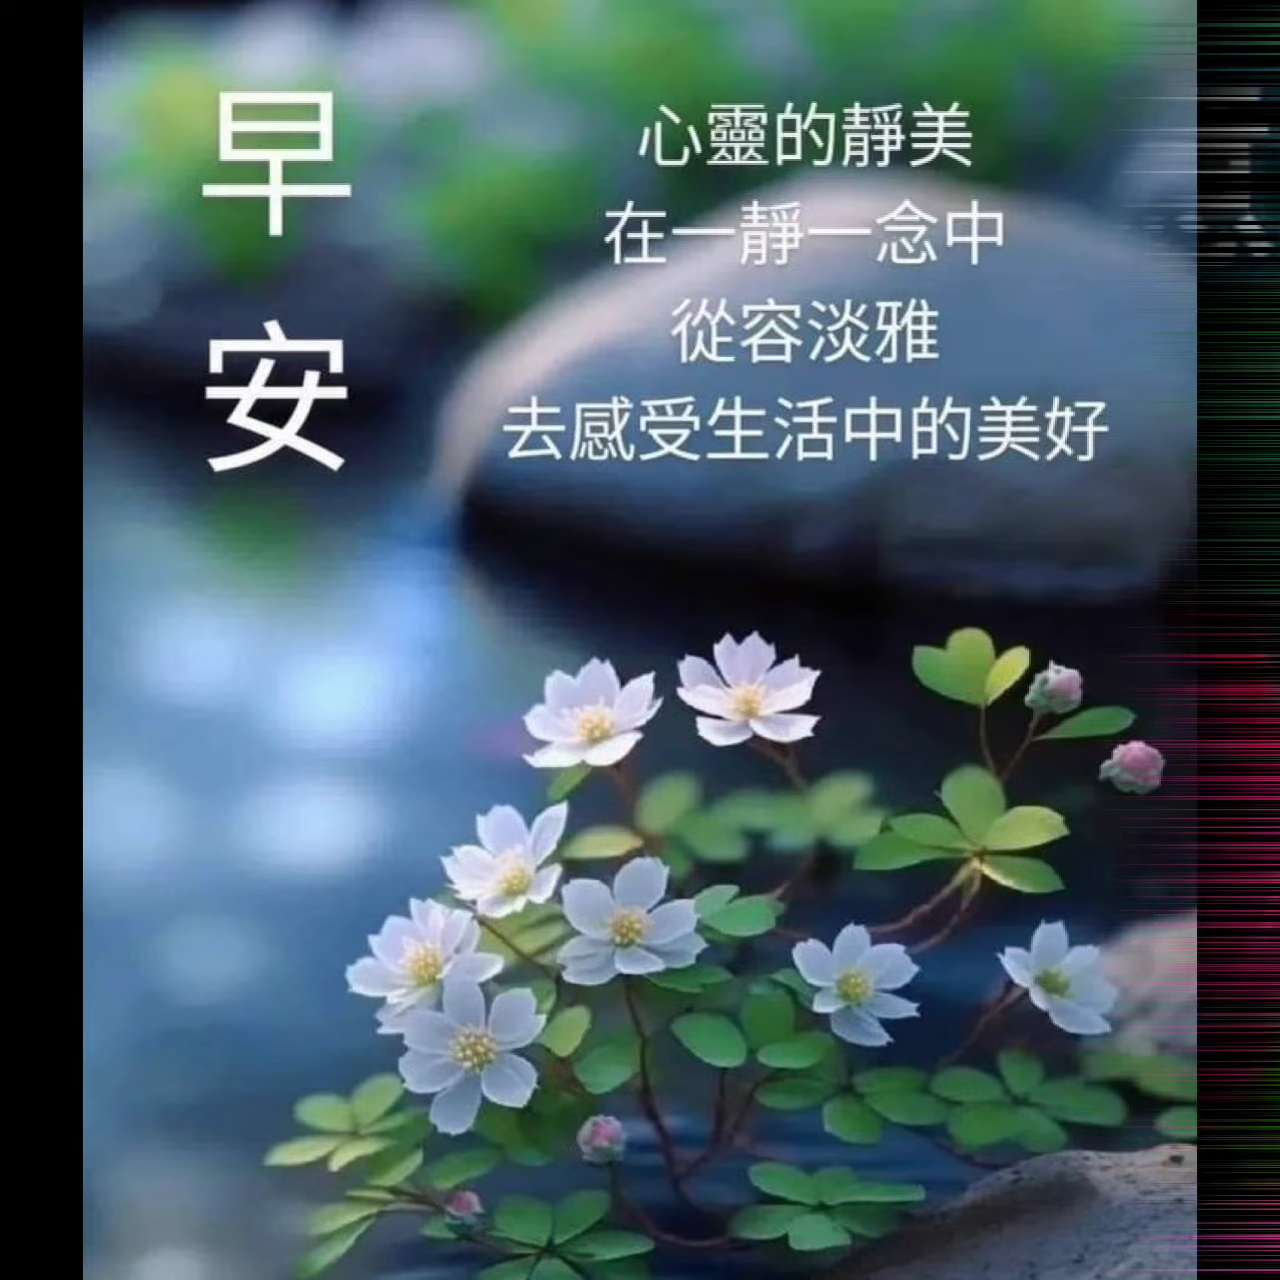 早安
心靈的靜美
在一靜一念中
從容淡雅
去感受生活中的美好